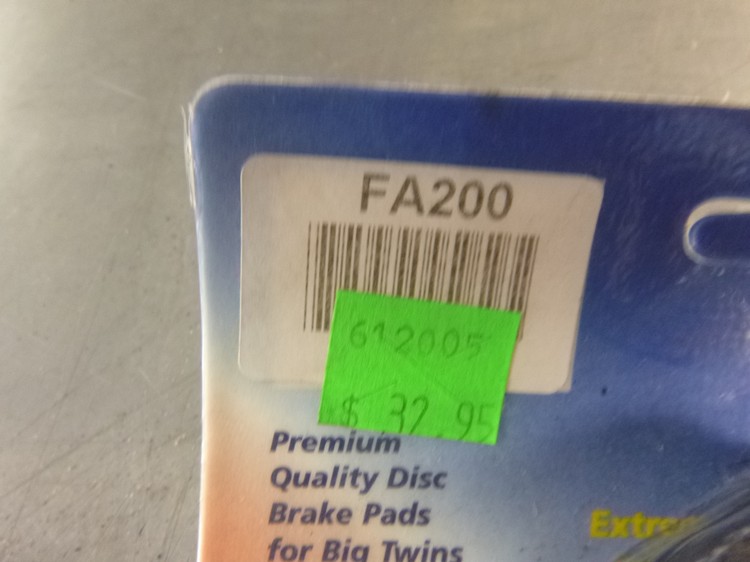 FA200
612005
$ 32.95
Premium
Quality Disc
Brake Pads
for Big Twins